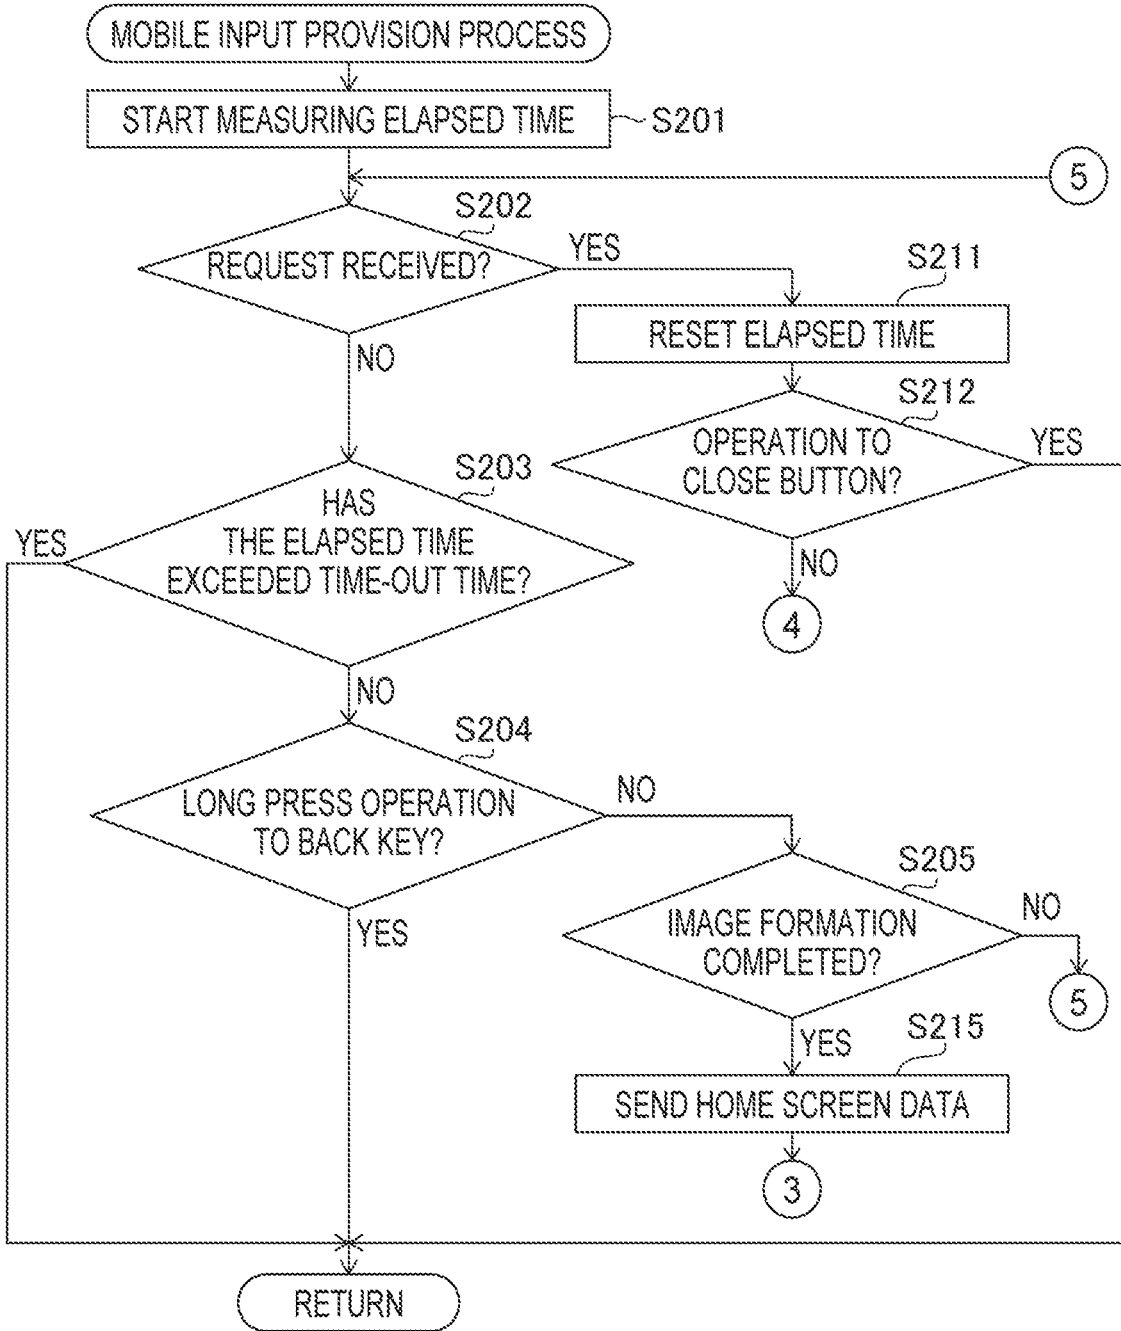 MOBILE INPUT PROVISION PROCESS
START MEASURING ELAPSED TIME
S201
5
S202
REQUEST RECEIVED?
YES
NO
S211
RESET ELAPSED TIME
S212
OPERATION TO
CLOSE BUTTON?
YES
NO
4
S203
HAS
THE ELAPSED TIME
EXCEEDED TIME-OUT TIME?
YES
NO
S204
LONG PRESS OPERATION
TO BACK KEY?
NO
YES
S205
IMAGE FORMATION
COMPLETED?
NO
5
YES
S215
SEND HOME SCREEN DATA
3
RETURN